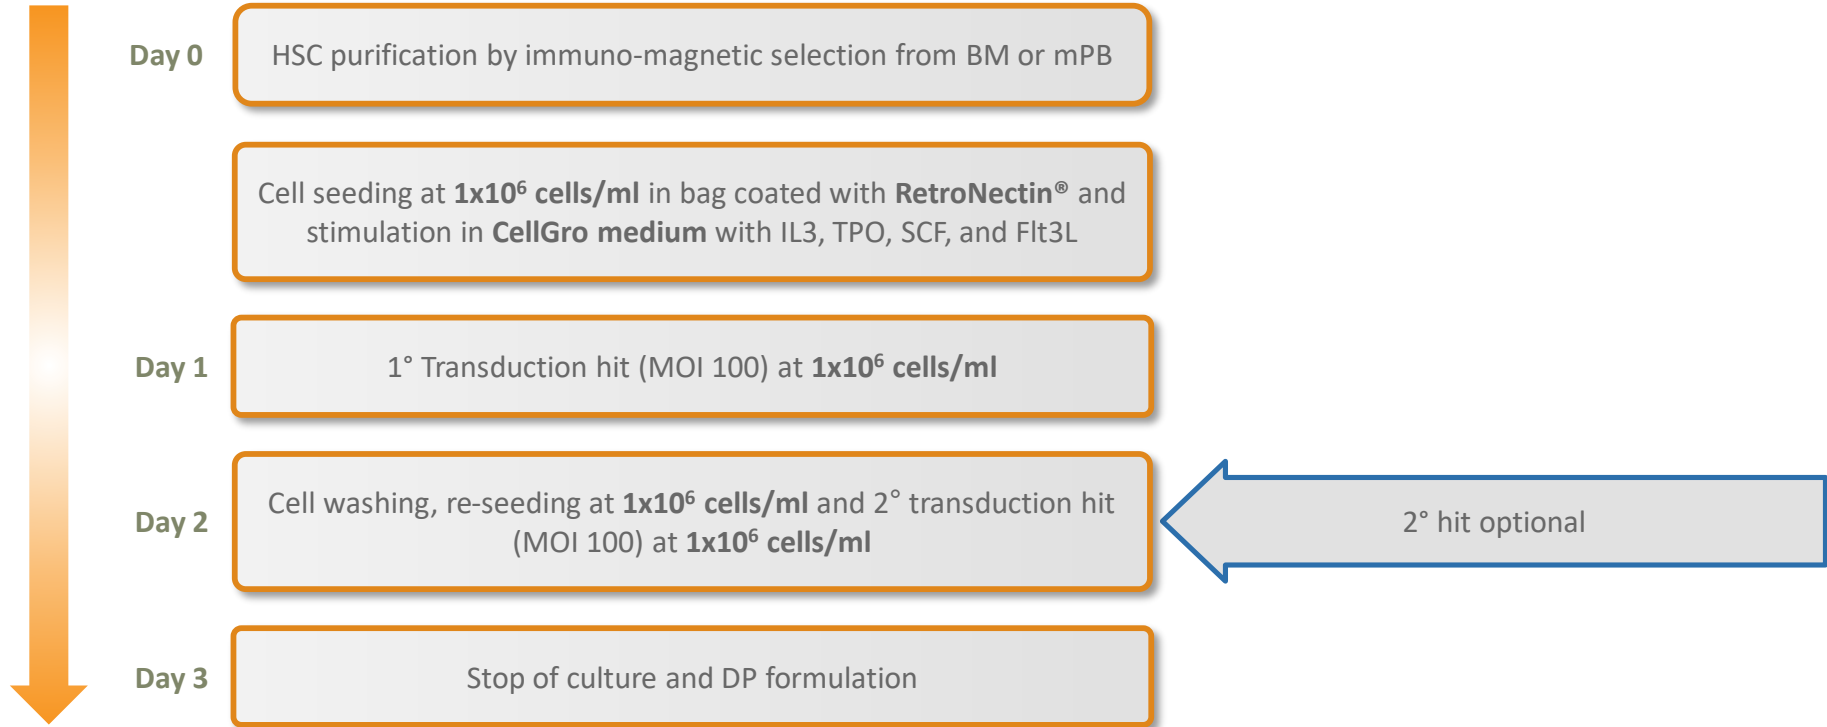 Day 0
HSC purification by immuno-magnetic selection from BM or mPB
Cell seeding at 1x10⁶ cells/ml in bag coated with RetroNectin® and
stimulation in CellGro medium with IL3, TPO, SCF, and Flt3L
Day 1
1° Transduction hit (MOI 100) at 1x10⁶ cells/ml
Day 2
Cell washing, re-seeding at 1x10⁶ cells/ml and 2° transduction hit
(MOI 100) at 1x10⁶ cells/ml
2° hit optional
Day 3
Stop of culture and DP formulation